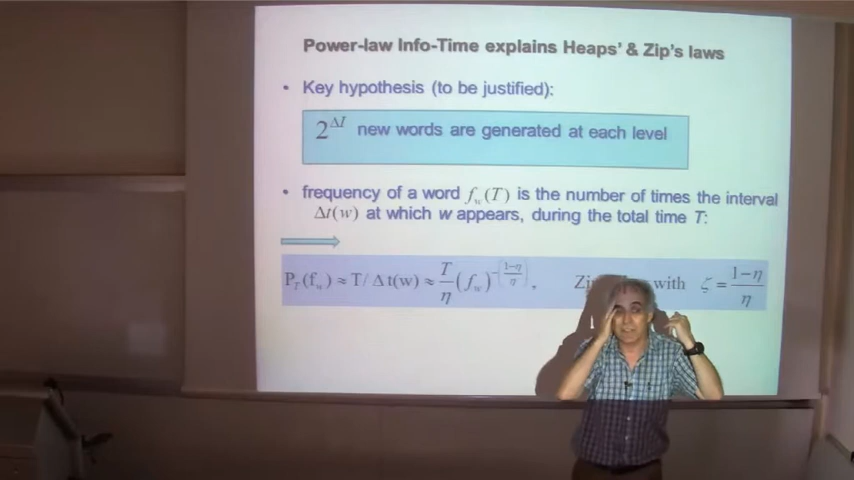 Power-law Info-Time explains Heaps' & Zip's laws
• Key hypothesis (to be justified):
2^ΔI new words are generated at each level
• frequency of a word f_w(T) is the number of times the interval
Δt(w) at which w appears, during the total time T:
P_T(f_w) ≈ T/Δt(w) ≈ T/η (f_w)^-(1-η/η), with ζ = 1-η/η